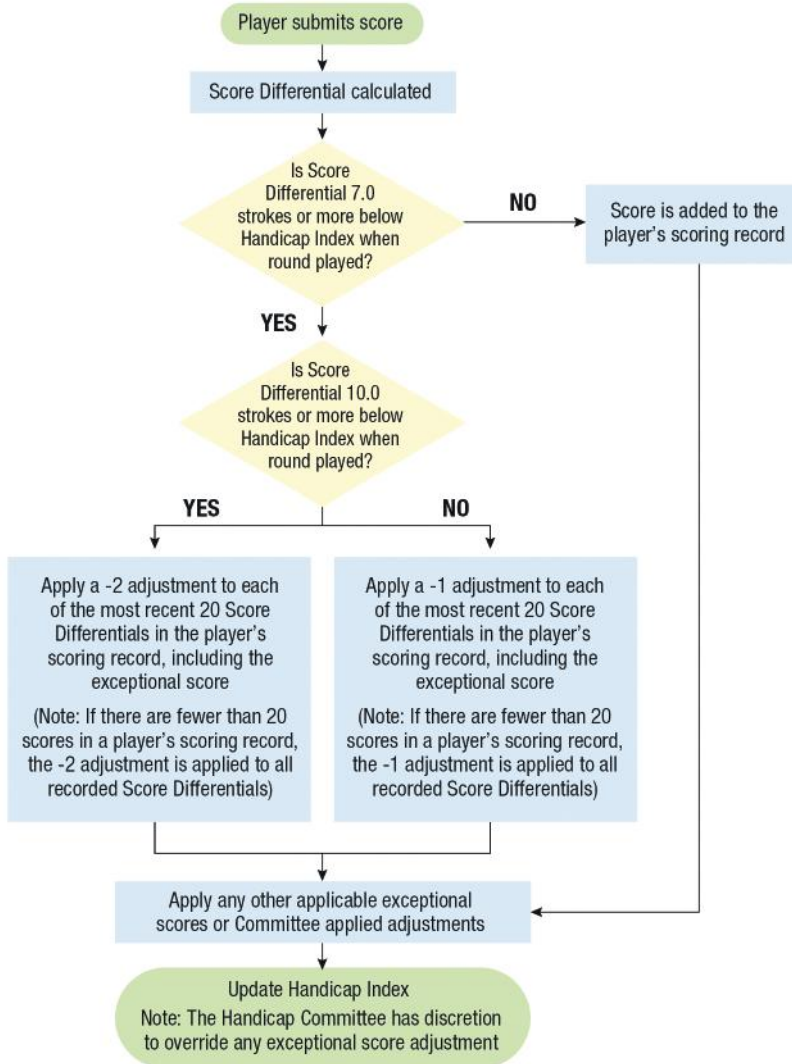 Player submits score
Score Differential calculated
Is Score
Differential 7.0
strokes or more below
Handicap Index when
round played?
NO
Score is added to the
player's scoring record
YES
Is Score
Differential 10.0
strokes or more below
Handicap Index when
round played?
YES
NO
Apply a -2 adjustment to each
of the most recent 20 Score
Differentials in the player's
scoring record, including the
exceptional score
(Note: If there are fewer than 20
scores in a player's scoring record,
the -2 adjustment is applied to all
recorded Score Differentials)
Apply a -1 adjustment to each
of the most recent 20 Score
Differentials in the player's
scoring record, including the
exceptional score
(Note: If there are fewer than 20
scores in a player's scoring record,
the -1 adjustment is applied to all
recorded Score Differentials)
Apply any other applicable exceptional
scores or Committee applied adjustments
Update Handicap Index
Note: The Handicap Committee has discretion
to override any exceptional score adjustment